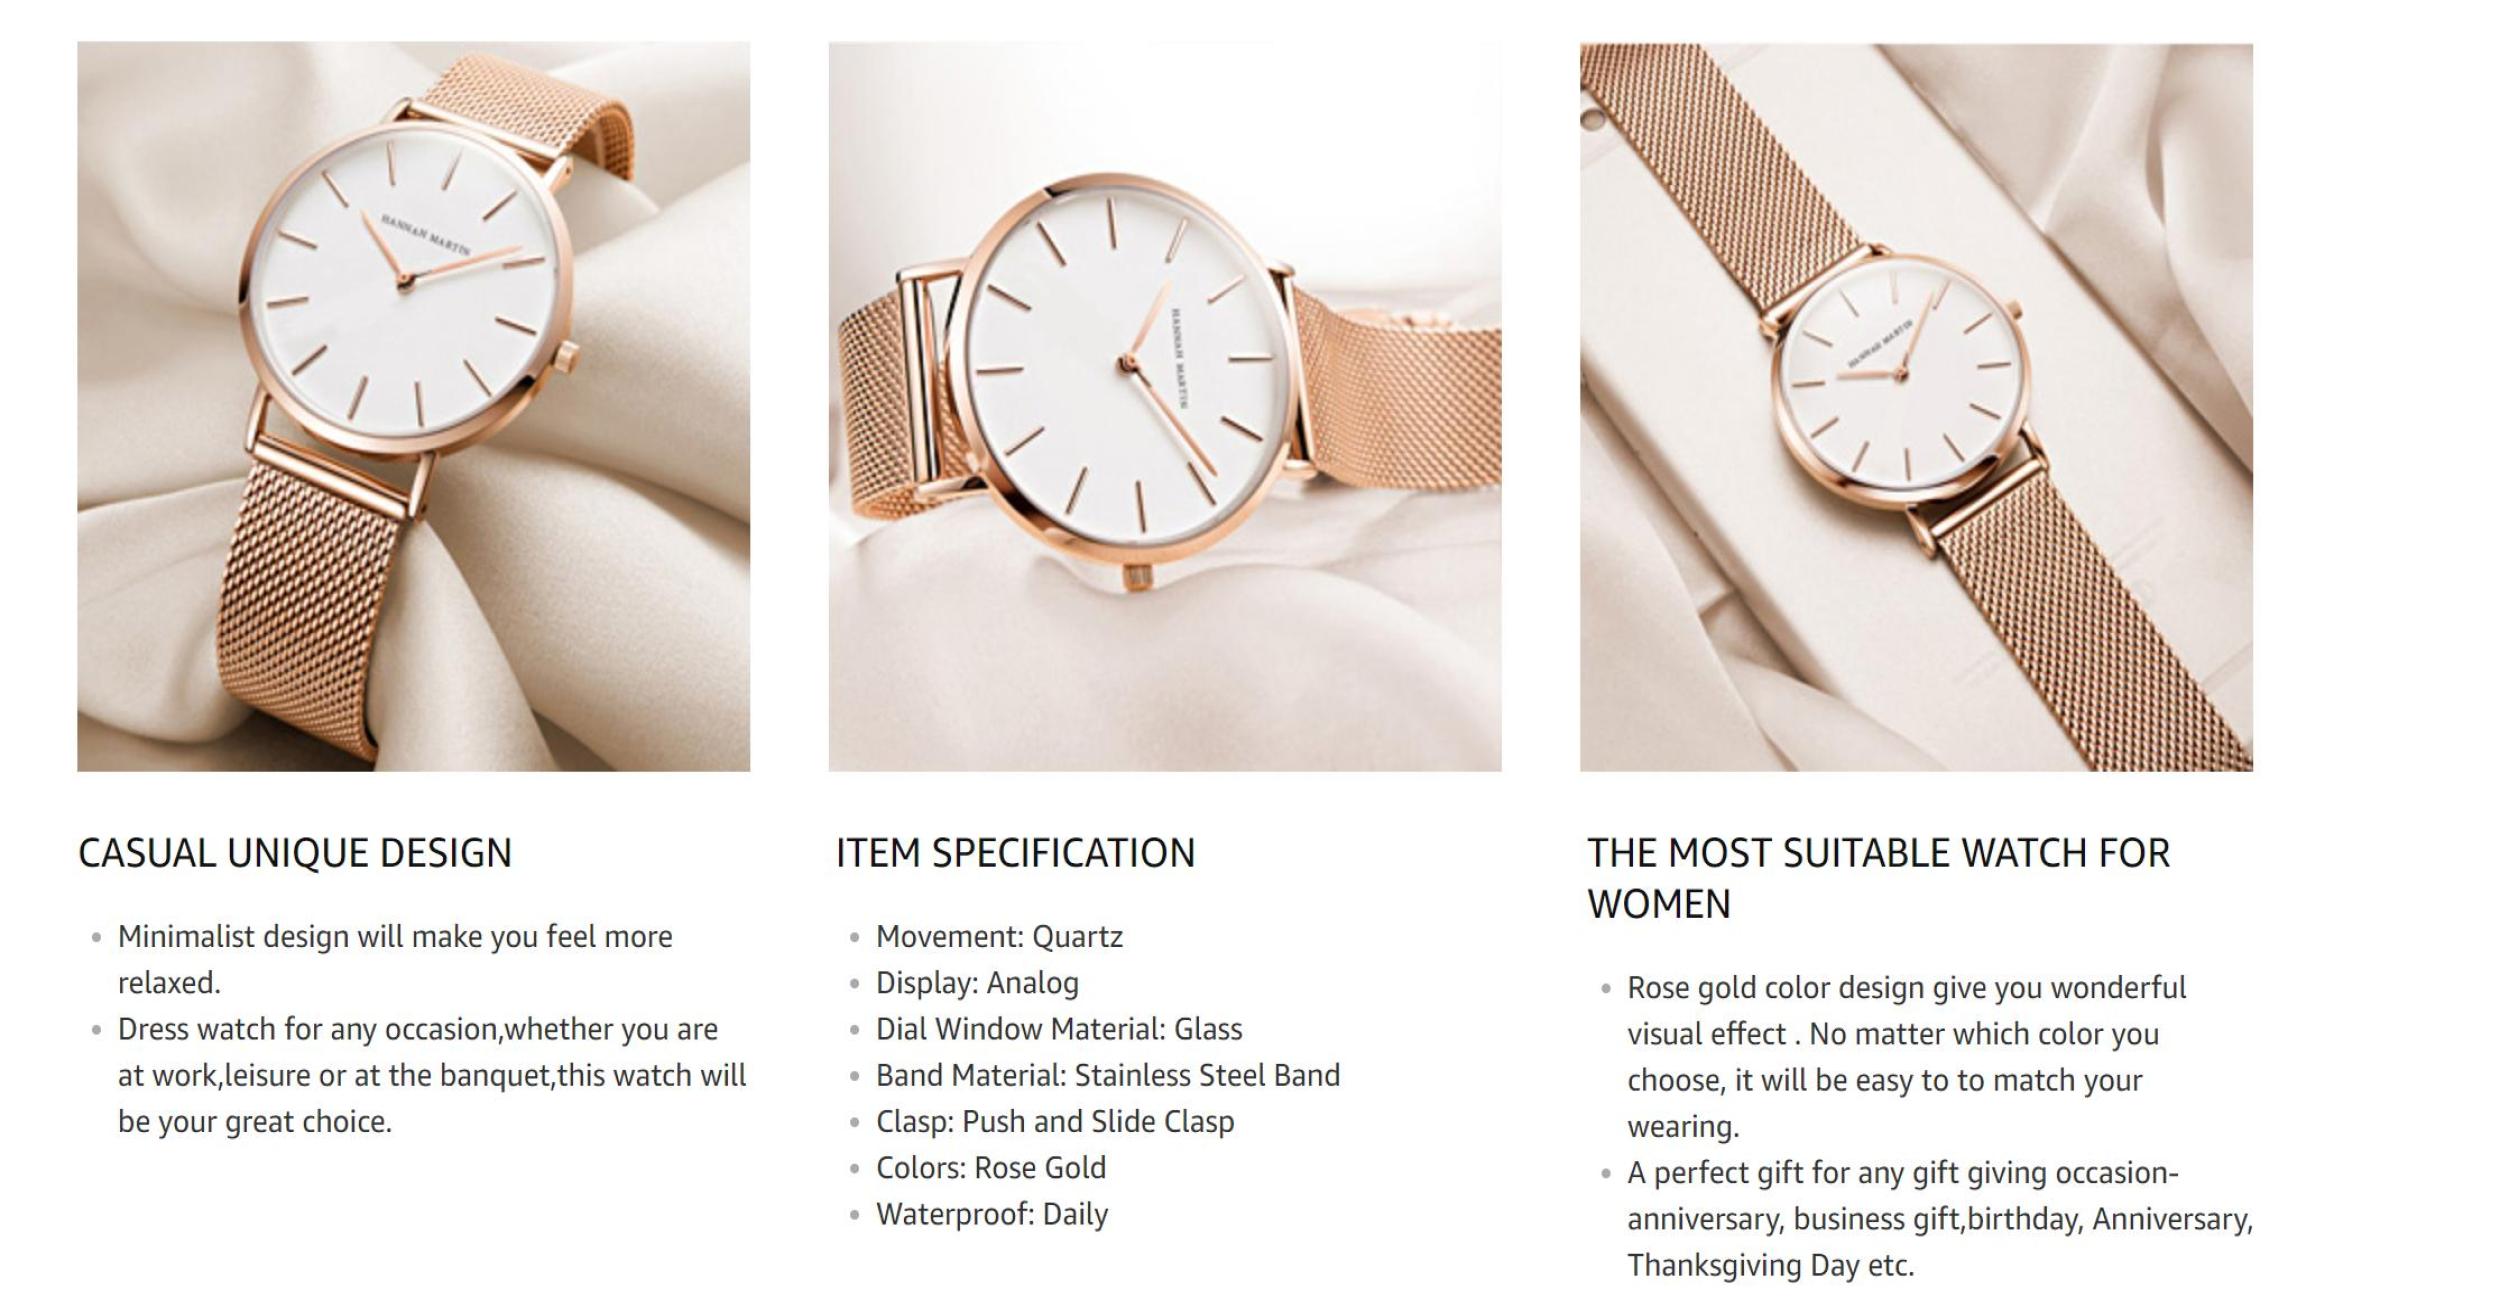 HANNAH MARTIN
HANNAH MARTIN
HANNAH MARTIN
CASUAL UNIQUE DESIGN
Minimalist design will make you feel more
relaxed.
Dress watch for any occasion,whether you are
at work,leisure or at the banquet,this watch will
be your great choice.
ITEM SPECIFICATION
Movement: Quartz
Display: Analog
Dial Window Material: Glass
Band Material: Stainless Steel Band
Clasp: Push and Slide Clasp
Colors: Rose Gold
Waterproof: Daily
THE MOST SUITABLE WATCH FOR
WOMEN
Rose gold color design give you wonderful
visual effect . No matter which color you
choose, it will be easy to to match your
wearing.
A perfect gift for any gift giving occasion-
anniversary, business gift,birthday, Anniversary,
Thanksgiving Day etc.